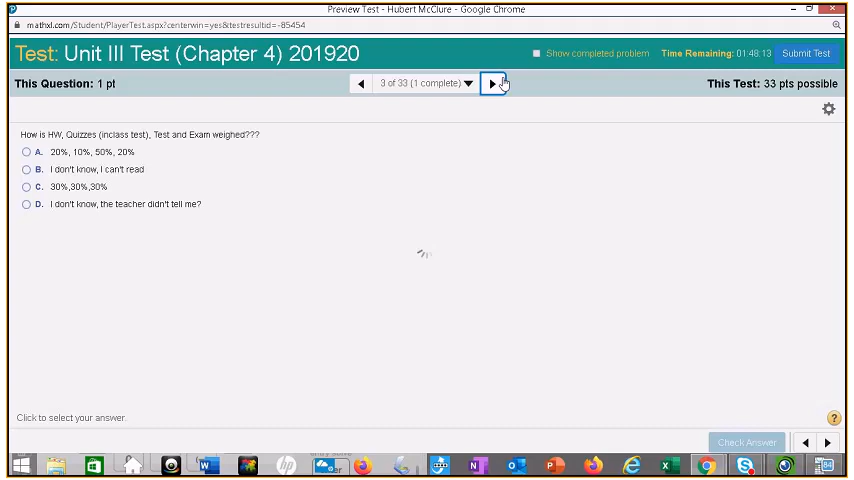 Preview Test - Hubert McClure - Google Chrome
mathxl.com/Student/PlayerTest.aspx?centerwin=yes&testresultid=-85454
Test: Unit III Test (Chapter 4) 201920
Show completed problem
Time Remaining: 01:48:13
Submit Test
This Question: 1 pt
3 of 33 (1 complete)
This Test: 33 pts possible
How is HW, Quizzes (inclass test), Test and Exam weighed???
A. 20%, 10%, 50%, 20%
B. I don't know, I can't read
C. 30%,30%,30%
D. I don't know, the teacher didn't tell me?
Click to select your answer.
?
Check Answer